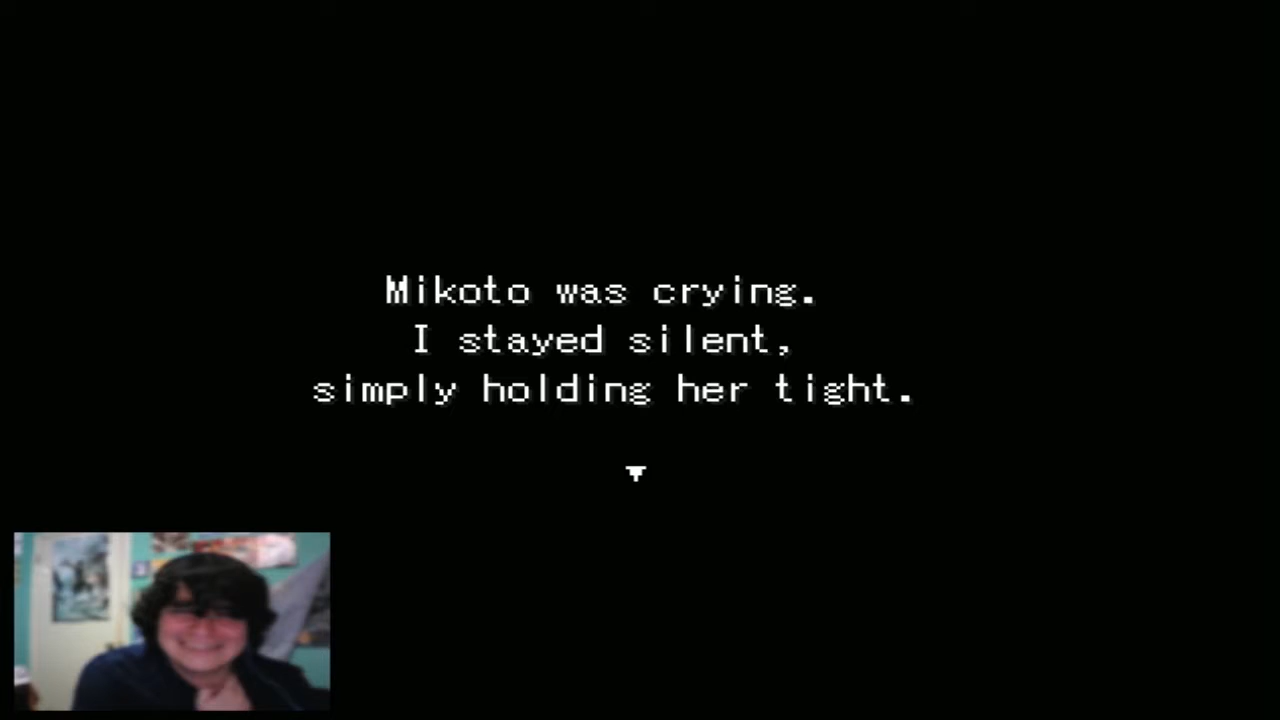 Mikoto was crying.
I stayed silent,
simply holding her tight.